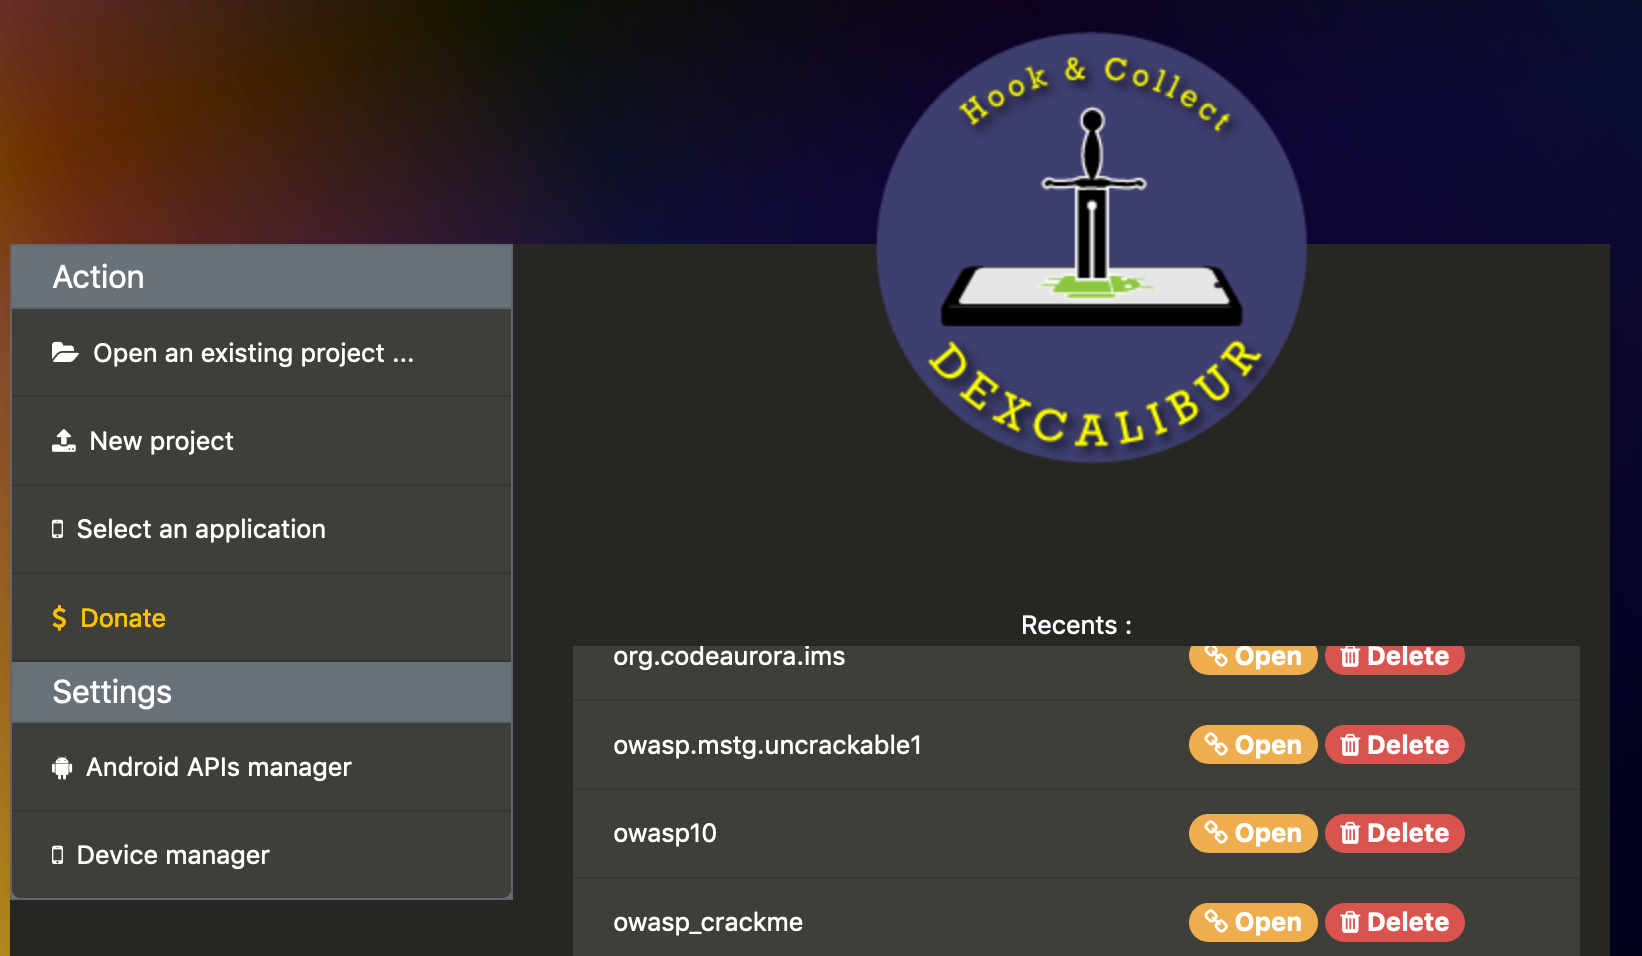 Hook & Collect
DEXCALIBUR
Action
Open an existing project ...
New project
Select an application
$ Donate
Settings
Android APIs manager
Device manager
Recents :
org.codeaurora.ims Open Delete
owasp.mstg.uncrackable1 Open Delete
owasp10 Open Delete
owasp_crackme Open Delete